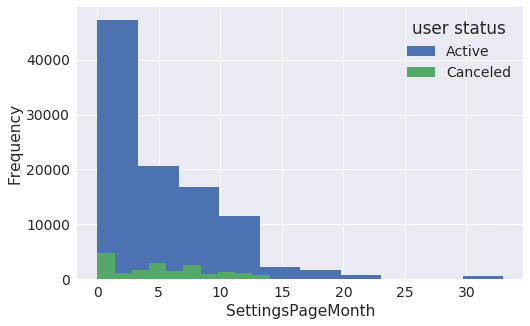 user status
Active
Canceled
40000
30000
20000
10000
0
Frequency
0 5 10 15 20 25 30
SettingsPageMonth